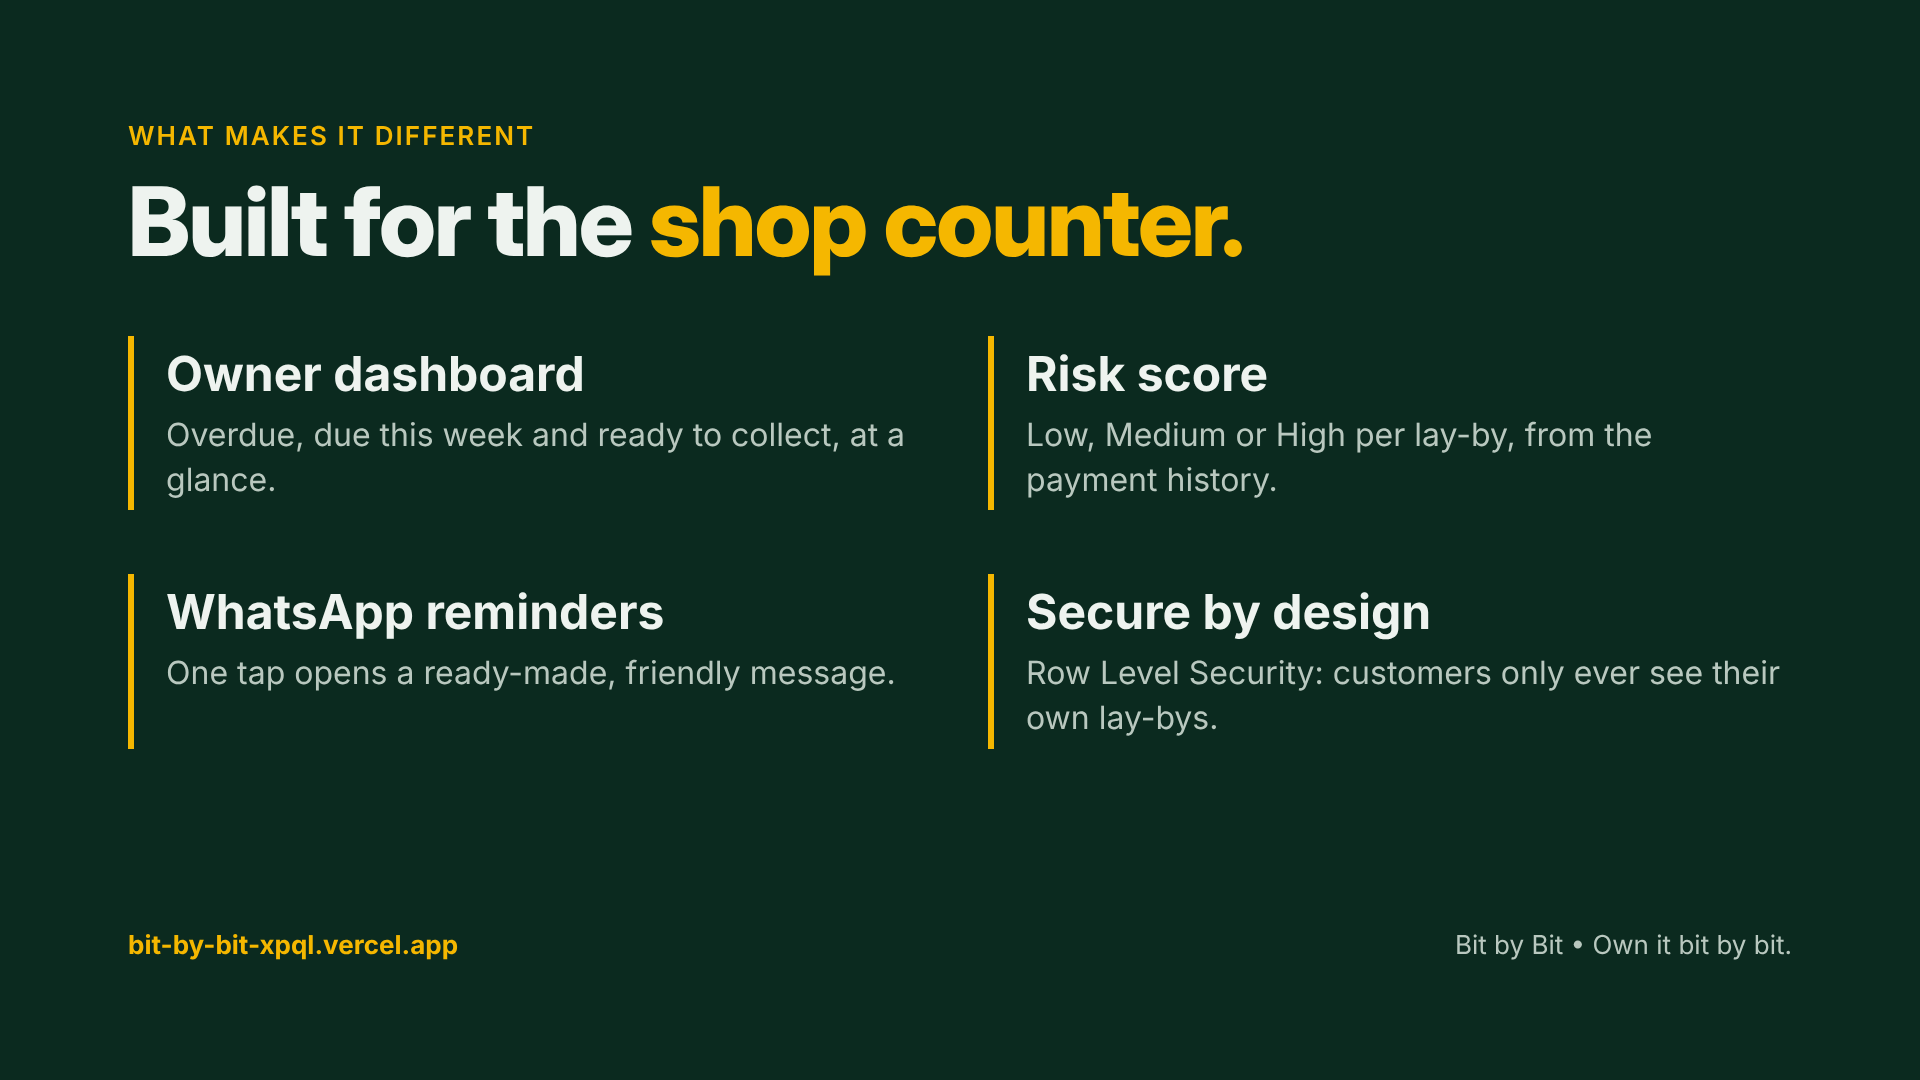 WHAT MAKES IT DIFFERENT
Built for the shop counter.
Owner dashboard
Overdue, due this week and ready to collect, at a
glance.
Risk score
Low, Medium or High per lay-by, from the
payment history.
WhatsApp reminders
One tap opens a ready-made, friendly message.
Secure by design
Row Level Security: customers only ever see their
own lay-bys.
bit-by-bit-xpql.vercel.app
Bit by Bit • Own it bit by bit.